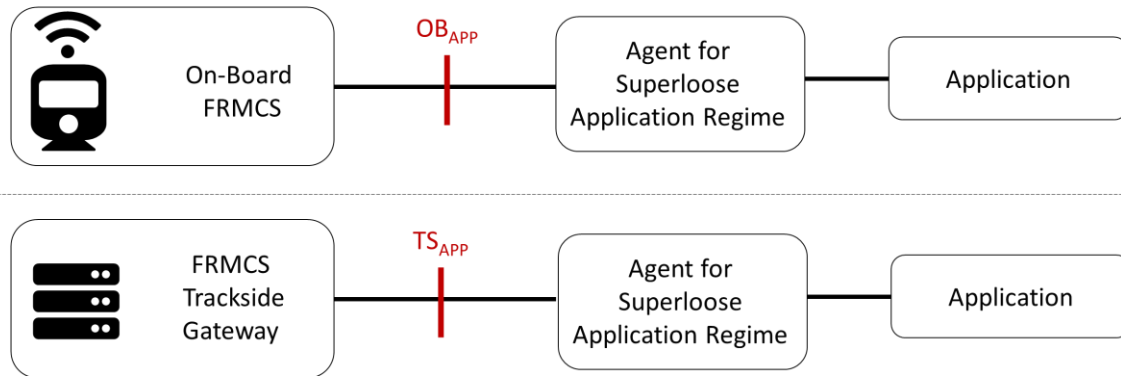 OBAPP
On-Board
FRMCS
Agent for
Superloose
Application Regime
Application
TSAPP
FRMCS
Trackside
Gateway
Agent for
Superloose
Application Regime
Application